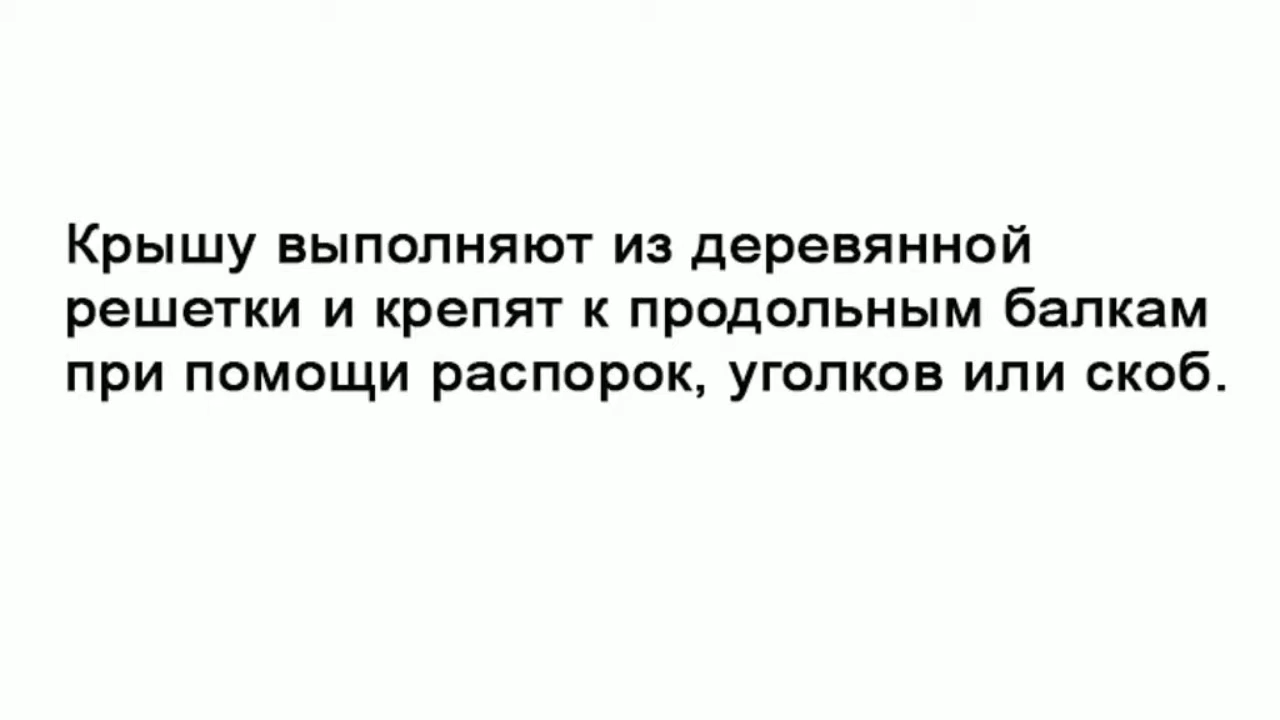 Крышу выполняют из деревянной
решетки и крепят к продольным балкам
при помощи распорок, уголков или скоб.